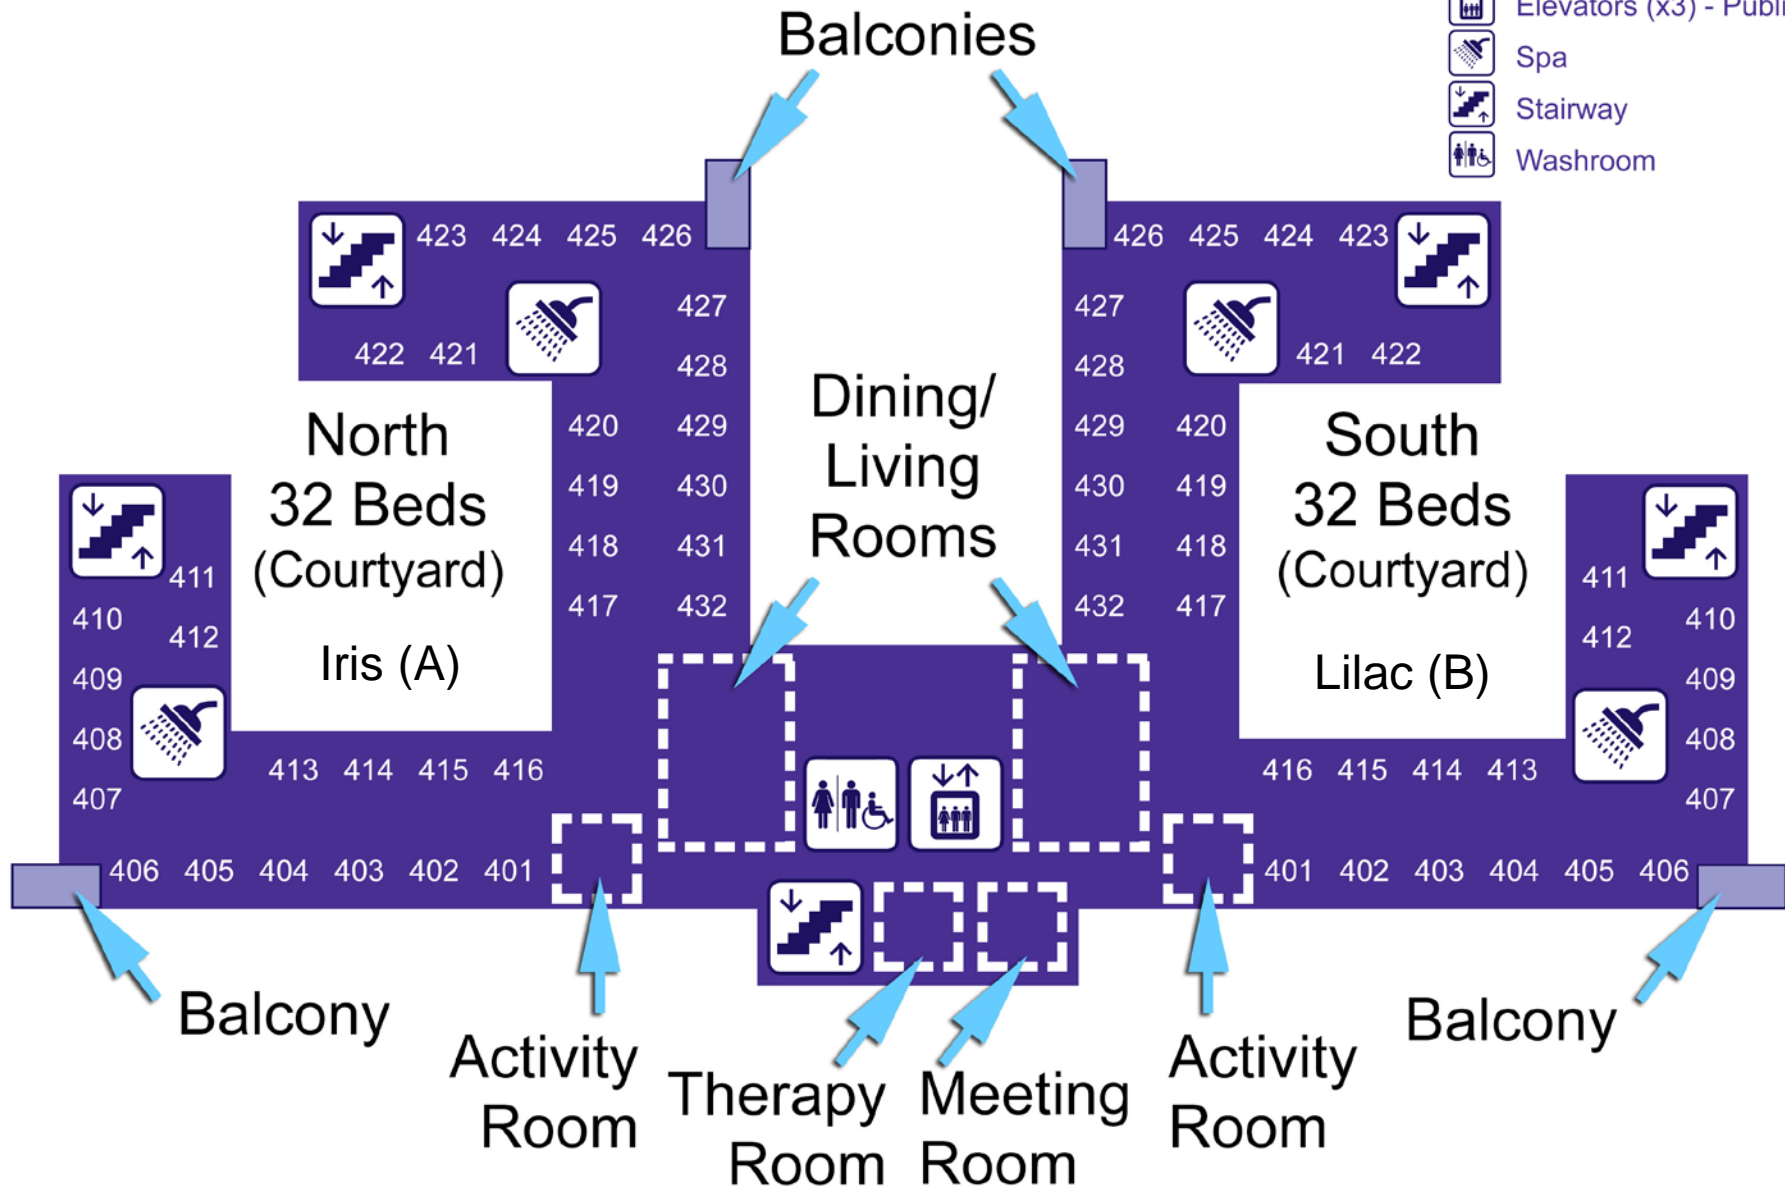 Balconies
Elevators (x3) - Publi
Spa
Stairway
Washroom
423 424 425 426
426 425 424 423
427
427
422 421
428
428
421 422
Dining/
Living
Rooms
North
32 Beds
(Courtyard)
Iris (A)
420 429
419 430
418 431
417 432
429 420
430 419
431 418
432 417
South
32 Beds
(Courtyard)
Lilac (B)
411
410
412
409
408
407
413 414 415 416
416 415 414 413
411
410
412
409
408
407
406 405 404 403 402 401
401 402 403 404 405 406
Balcony
Activity
Room
Therapy
Room
Meeting
Room
Activity
Room
Balcony